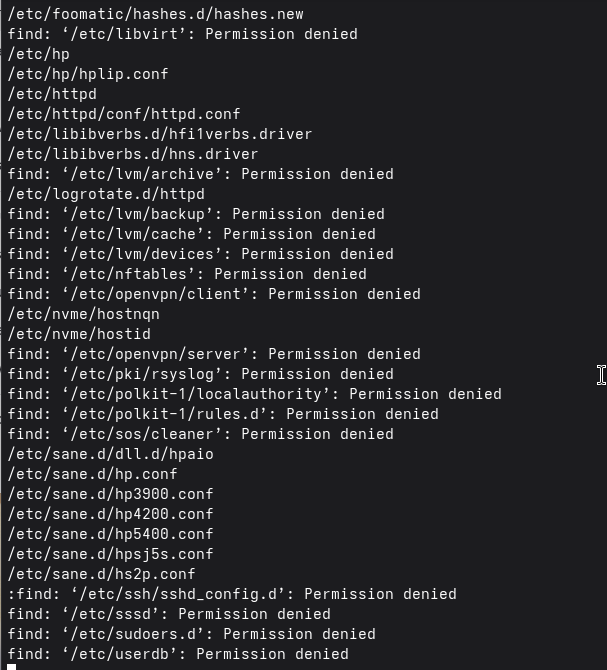 /etc/foomatic/hashes.d/hashes.new
find: ‘/etc/libvirt’: Permission denied
/etc/hp
/etc/hp/hplip.conf
/etc/httpd
/etc/httpd/conf/httpd.conf
/etc/libibverbs.d/hfi1verbs.driver
/etc/libibverbs.d/hns.driver
find: ‘/etc/lvm/archive’: Permission denied
/etc/logrotate.d/httpd
find: ‘/etc/lvm/backup’: Permission denied
find: ‘/etc/lvm/cache’: Permission denied
find: ‘/etc/lvm/devices’: Permission denied
find: ‘/etc/nftables’: Permission denied
find: ‘/etc/openvpn/client’: Permission denied
/etc/nvme/hostnqn
/etc/nvme/hostid
find: ‘/etc/openvpn/server’: Permission denied
find: ‘/etc/pki/rsyslog’: Permission denied
find: ‘/etc/polkit-1/localauthority’: Permission denied
find: ‘/etc/polkit-1/rules.d’: Permission denied
find: ‘/etc/sos/cleaner’: Permission denied
/etc/sane.d/dll.d/hpaio
/etc/sane.d/hp.conf
/etc/sane.d/hp3900.conf
/etc/sane.d/hp4200.conf
/etc/sane.d/hp5400.conf
/etc/sane.d/hpsj5s.conf
/etc/sane.d/hs2p.conf
:find: ‘/etc/ssh/sshd_config.d’: Permission denied
find: ‘/etc/sssd’: Permission denied
find: ‘/etc/sudoers.d’: Permission denied
find: ‘/etc/userdb’: Permission denied